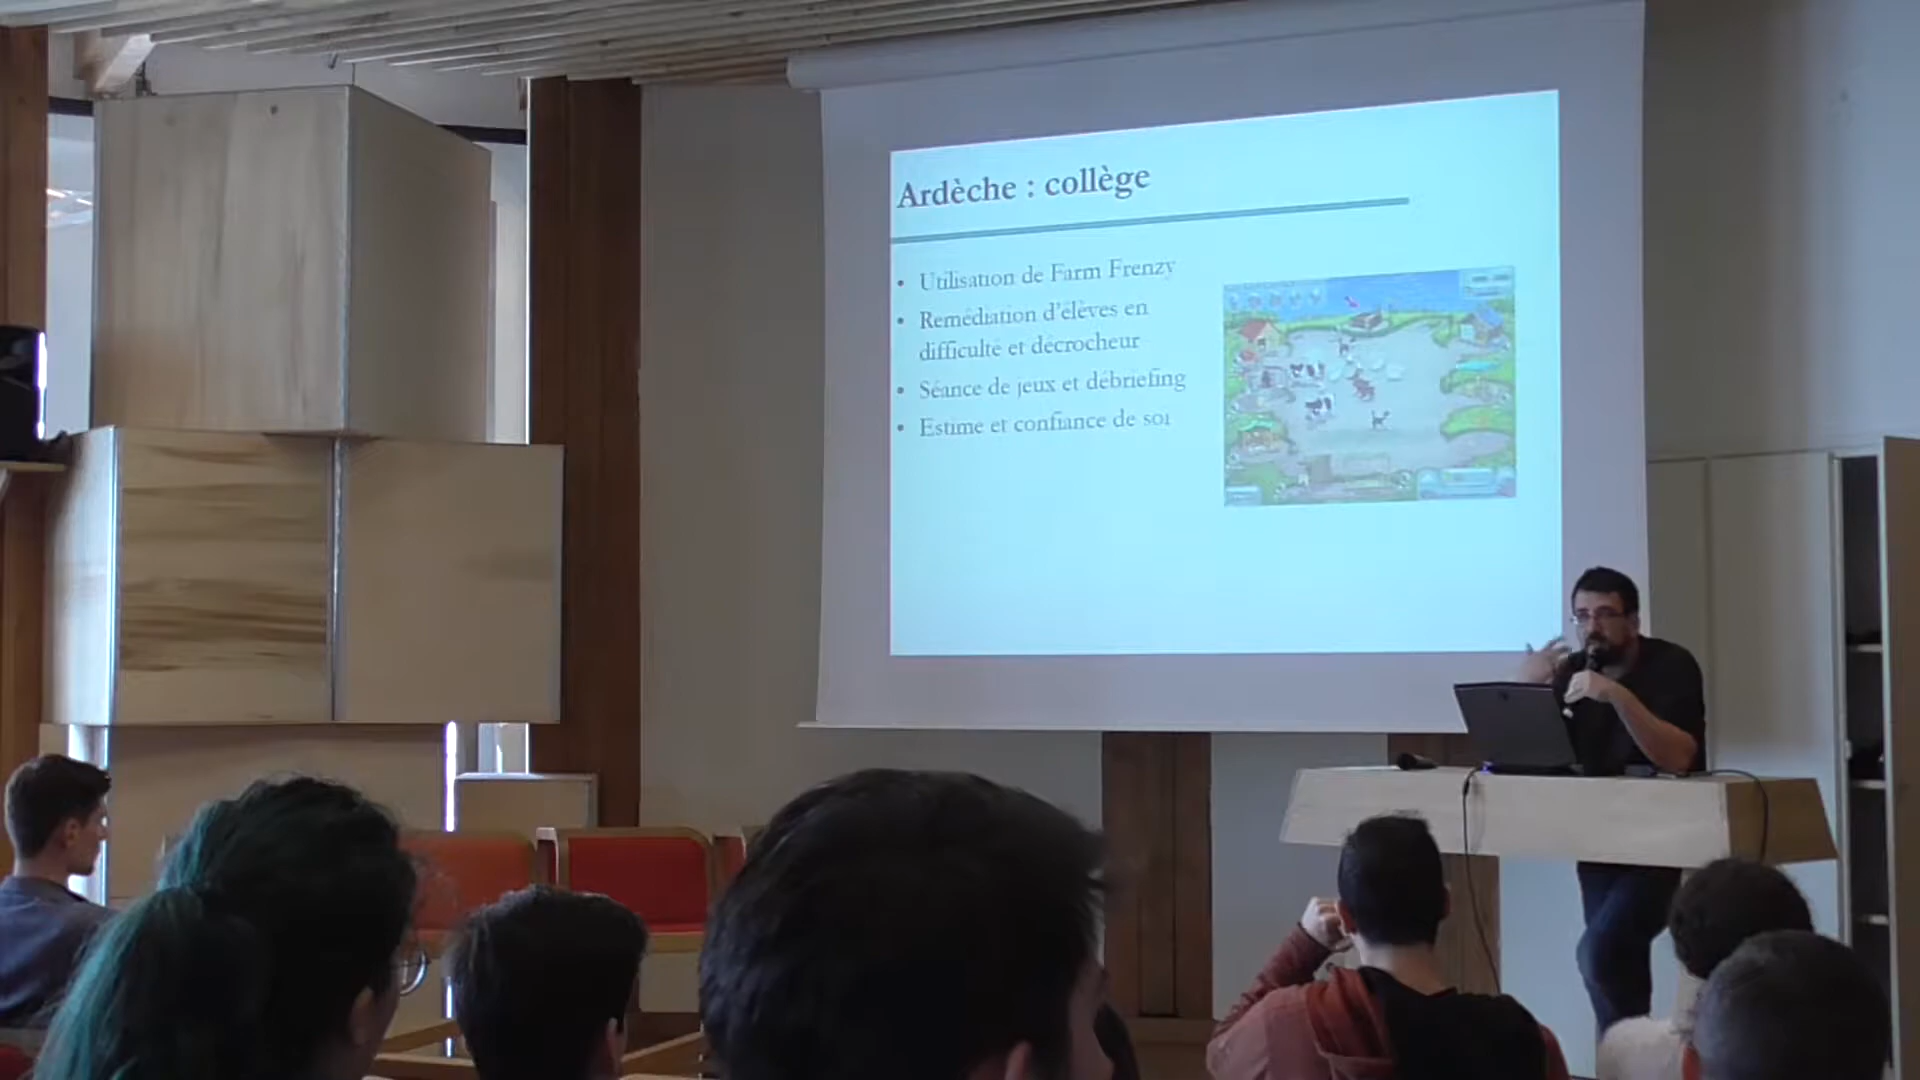 Ardèche : collège
• Utilisation de Farm Frenzy
• Remédiation d'élèves en
difficulté et décrocheur
• Séance de jeux et débriefing
• Estime et confiance de soi